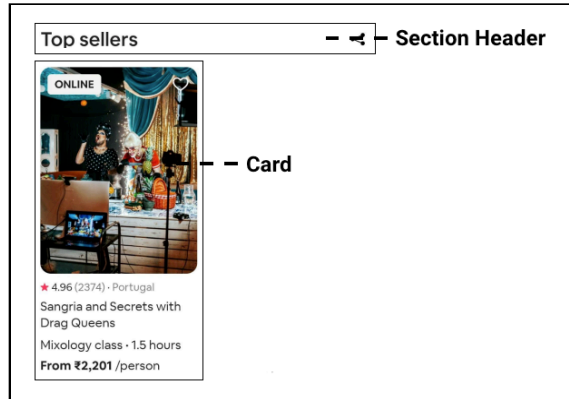 Top sellers
Section Header
ONLINE
Card
★ 4.96 (2374) · Portugal
Sangria and Secrets with
Drag Queens
Mixology class · 1.5 hours
From ₹2,201 /person